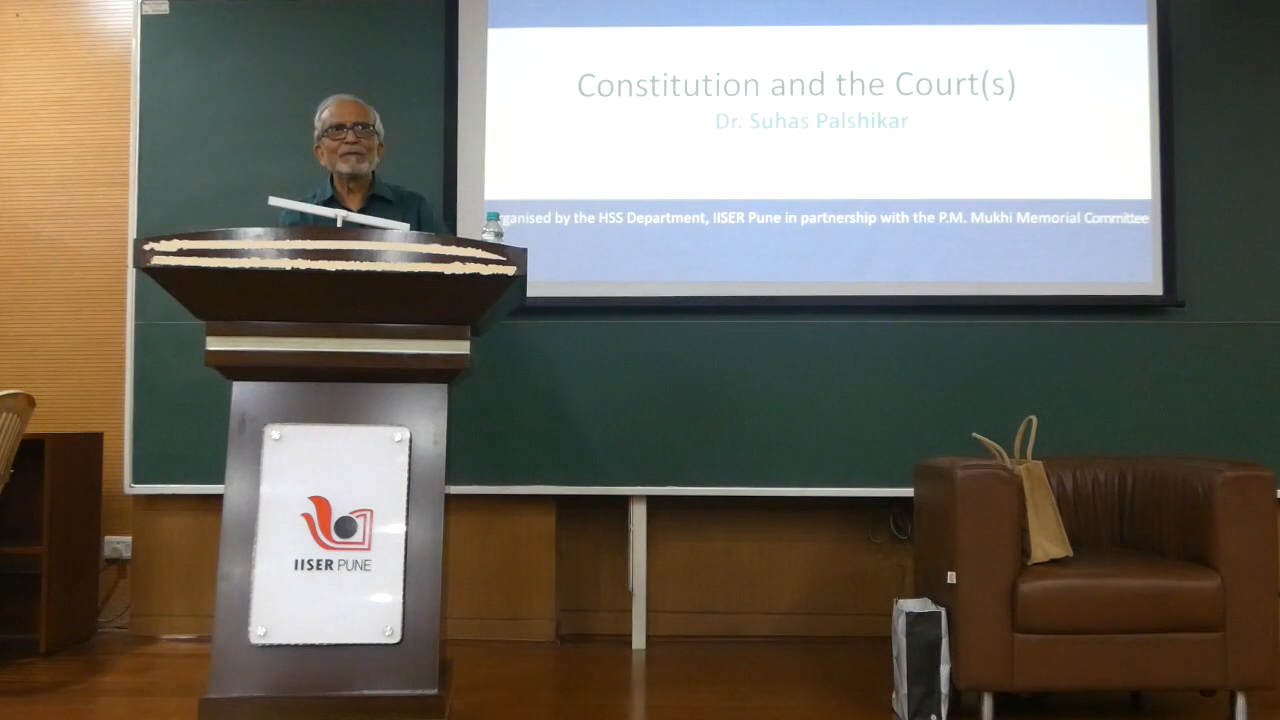 Constitution and the Court(s)
Dr. Suhas Palshikar
organised by the HSS Department, IISER Pune in partnership with the P.M. Mukhi Memorial Committee
IISER PUNE